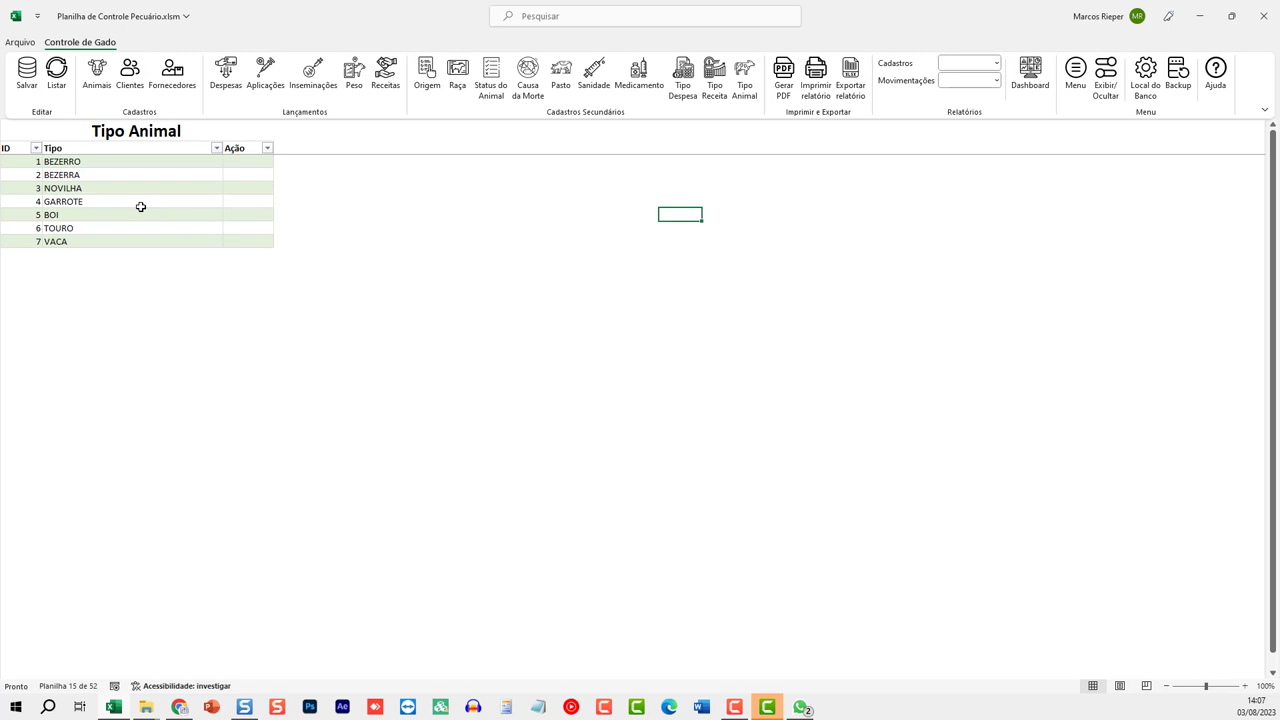 Planilha de Controle Pecuário.xlsm
Pesquisar
Marcos Rieper
MR
Arquivo
Controle de Gado
Salvar
Listar
Animais
Clientes
Fornecedores
Despesas
Aplicações
Inseminações
Peso
Receitas
Origem
Raça
Status do Animal
Causa da Morte
Pasto
Sanidade
Medicamento
Tipo Despesa
Tipo Receita
Tipo Animal
Gerar PDF
Imprimir relatório
Exportar relatório
Cadastros
Movimentações
Dashboard
Menu
Exibir/ Ocultar
Local do Banco
Backup
Ajuda
Editar
Cadastros
Lançamentos
Cadastros Secundários
Imprimir e Exportar
Relatórios
Menu
Tipo Animal
ID Tipo Ação
1 BEZERRO
2 BEZERRA
3 NOVILHA
4 GARROTE
5 BOI
6 TOURO
7 VACA
Pronto
Planilha 15 de 52
Acessibilidade: investigar
100%
14:07
03/08/2023